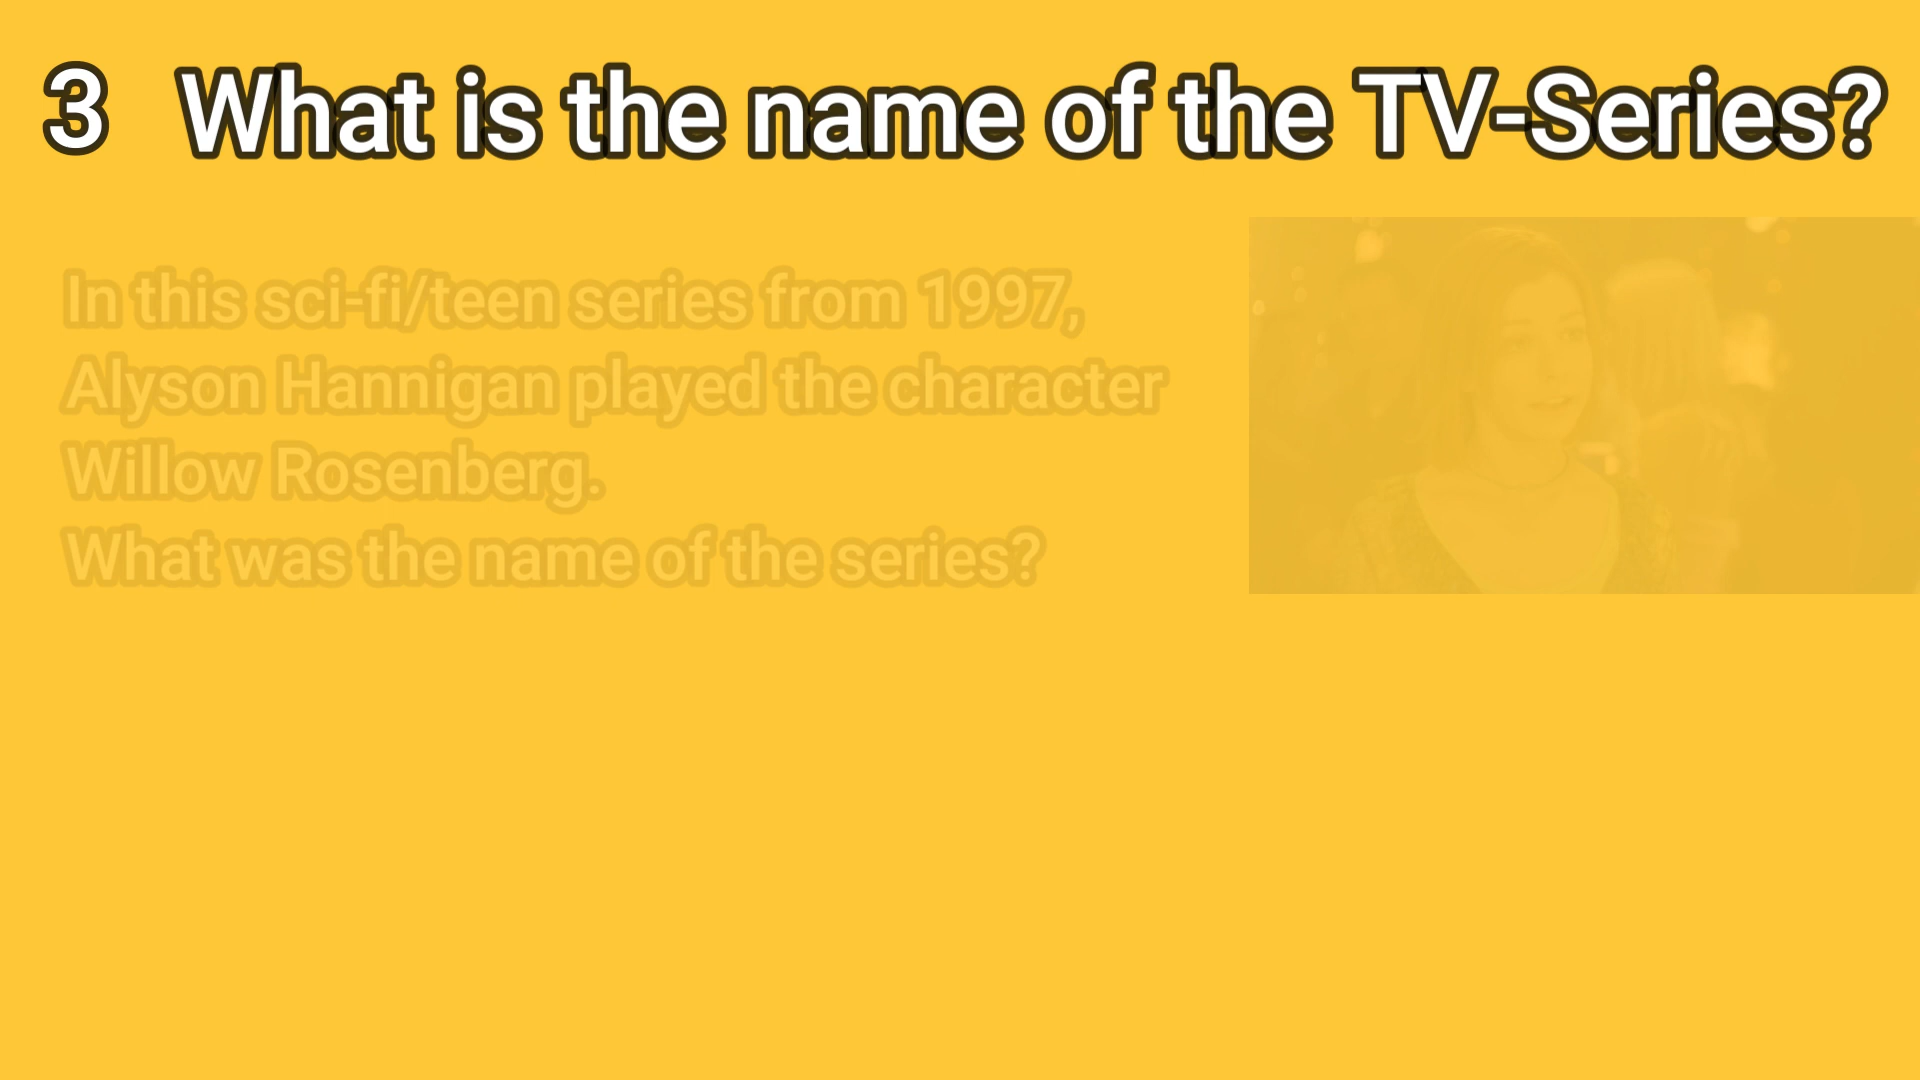 3 What is the name of the TV-Series?
In this sci-fi/teen series from 1997,
Alyson Hannigan played the character
Willow Rosenberg.
What was the name of the series?